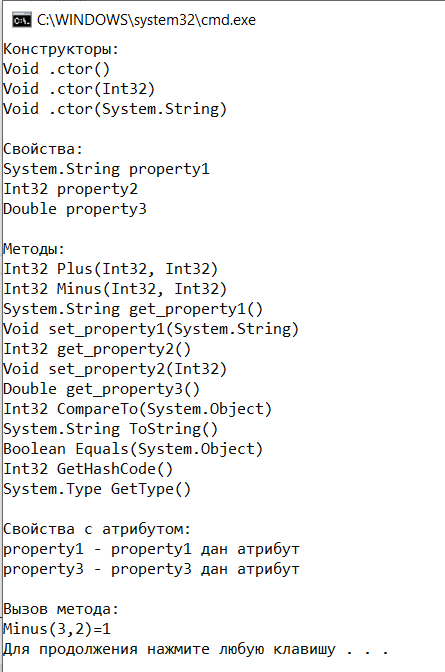 C:\WINDOWS\system32\cmd.exe
Конструкторы:
Void .ctor()
Void .ctor(Int32)
Void .ctor(System.String)
Свойства:
System.String property1
Int32 property2
Double property3
Методы:
Int32 Plus(Int32, Int32)
Int32 Minus(Int32, Int32)
System.String get_property1()
Void set_property1(System.String)
Int32 get_property2()
Void set_property2(Int32)
Double get_property3()
Int32 CompareTo(System.Object)
System.String ToString()
Boolean Equals(System.Object)
Int32 GetHashCode()
System.Type GetType()
Свойства с атрибутом:
property1 - property1 дан атрибут
property3 - property3 дан атрибут
Вызов метода:
Minus(3,2)=1
Для продолжения нажмите любую клавишу . . .